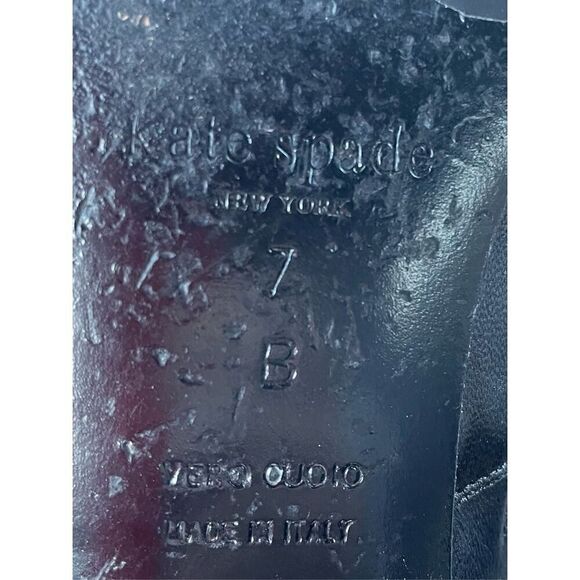 kate spade
NEW YORK
7
B
VERO CUOIO
MADE IN ITALY